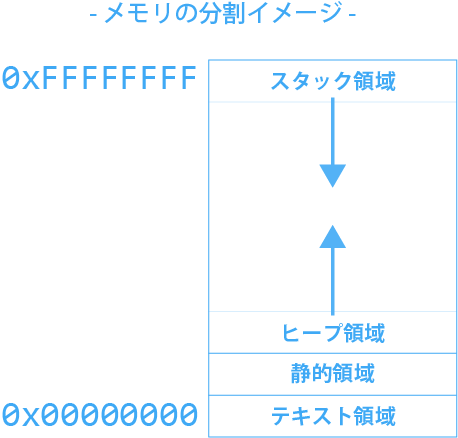 - メモリの分割イメージ -
0xFFFFFFFF
スタック領域
ヒープ領域
静的領域
0x00000000
テキスト領域